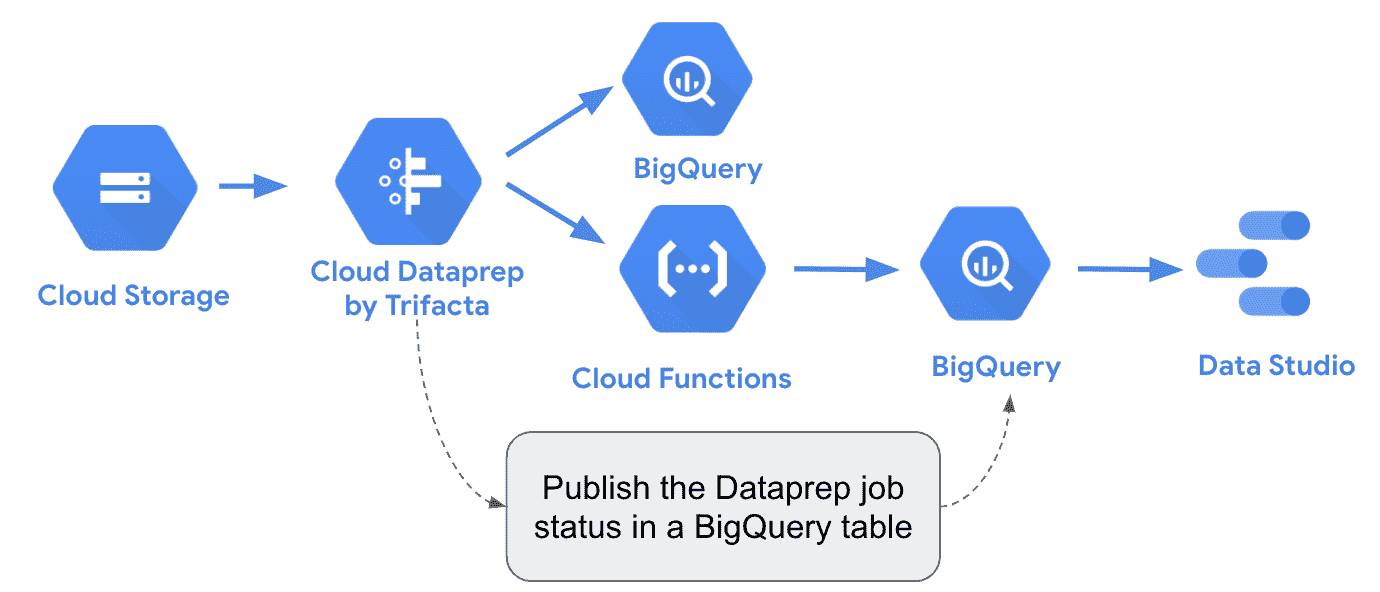 BigQuery
Cloud Storage
Cloud Dataprep
by Trifacta
Cloud Functions
BigQuery
Data Studio
Publish the Dataprep job
status in a BigQuery table